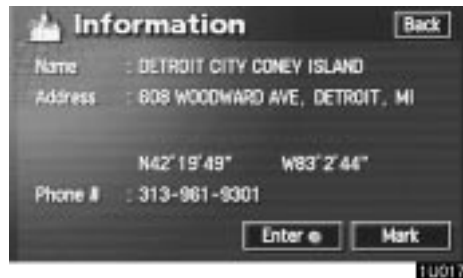 Information Back
Name : DETROIT CITY CONEY ISLAND
Address : 608 WOODWARD AVE, DETROIT, MI
N42°19'49" W83°2'44"
Phone # : 313-961-9301
Enter Mark
1U017